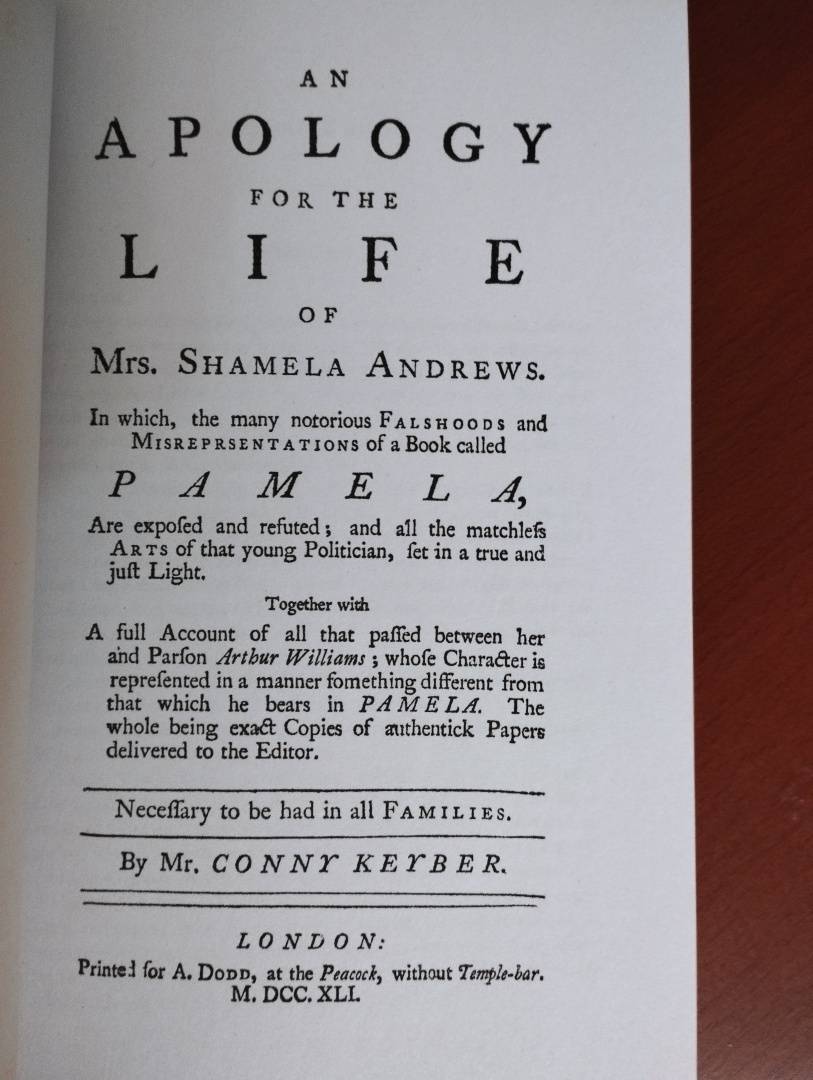 AN
APOLOGY
FOR THE
LIFE
OF
Mrs. SHAMELA ANDREWS.
In which, the many notorious FALSHOODS and
MISREPRSENTATIONS of a Book called
PAMELA,
Are expoſed and refuted; and all the matchleſs
ARTS of that young Politician, ſet in a true and
juſt Light.
Together with
A full Account of all that paſſed between her
and Parſon Arthur Williams; whoſe Character is
repreſented in a manner ſomething different from
that which he bears in PAMELA. The
whole being exact Copies of authentick Papers
delivered to the Editor.
Neceſſary to be had in all FAMILIES.
By Mr. CONNY KEYBER.
LONDON:
Printed for A. DODD, at the Peacock, without Temple-bar.
M. DCC. XLI.